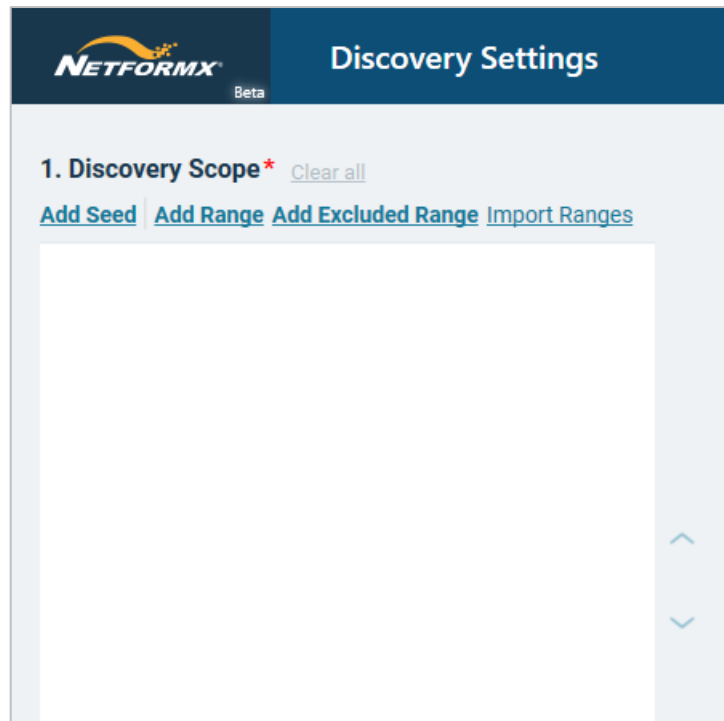 NETFORMX®
Beta
Discovery Settings
1. Discovery Scope* Clear all
Add Seed Add Range Add Excluded Range Import Ranges